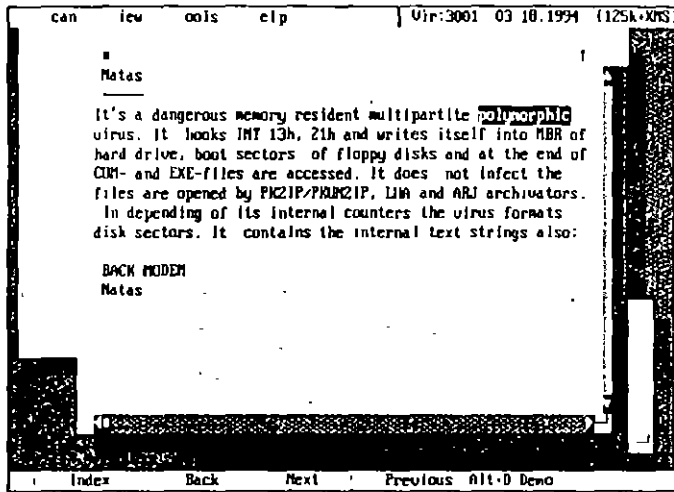 can iew ools elp Vir:3001 03 10.1994 (125k+XMS)
Natas
It's a dangerous memory resident multipartite polymorphic
virus. It hooks INT 13h, 21h and writes itself into MBR of
hard drive, boot sectors of floppy disks and at the end of
COM- and EXE-files are accessed. It does not infect the
files are opened by PKZIP/PKUNZIP, LHA and ARJ archivators.
In depending of its internal counters the virus formats
disk sectors. It contains the internal text strings also:
BACK MODEM
Natas
Index Back Next Previous Alt-D Demo